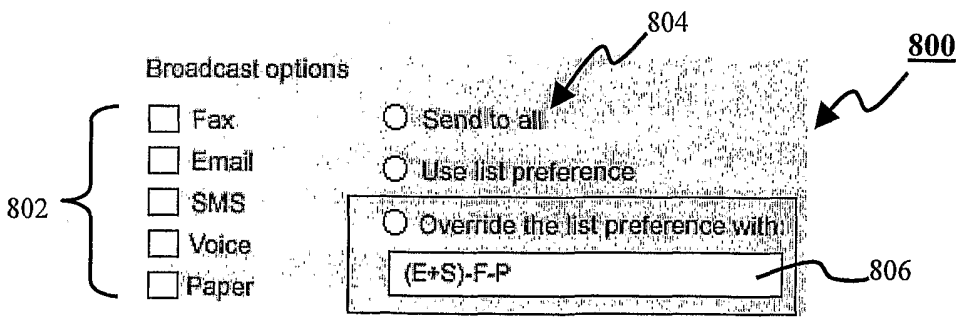 804
800
Broadcast options
Fax
Send to all
Email
Use list preference
802
SMS
Override the list preference with:
Voice
(E+S)-F-P
806
Paper